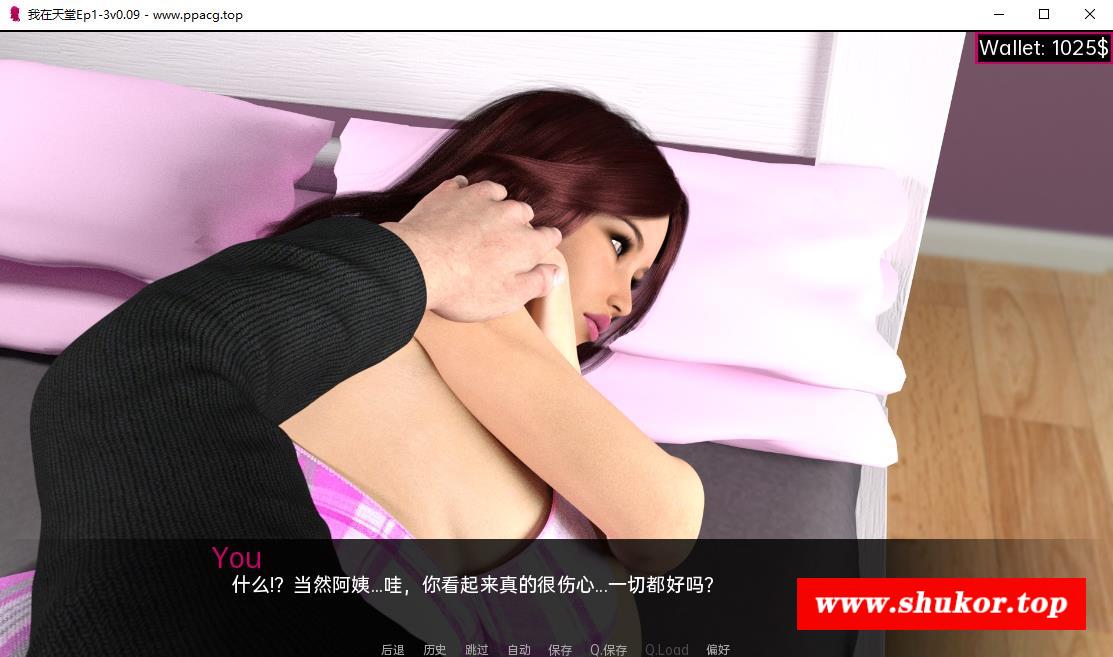 我在天堂Ep1-3v0.09 - www.ppacg.top
Wallet: 1025$
You
什么!? 当然阿姨...哇，你看起来真的很伤心...一切都好吗?
www.shukor.top
后退 历史 跳过 自动 保存 Q.保存 Q.Load 偏好